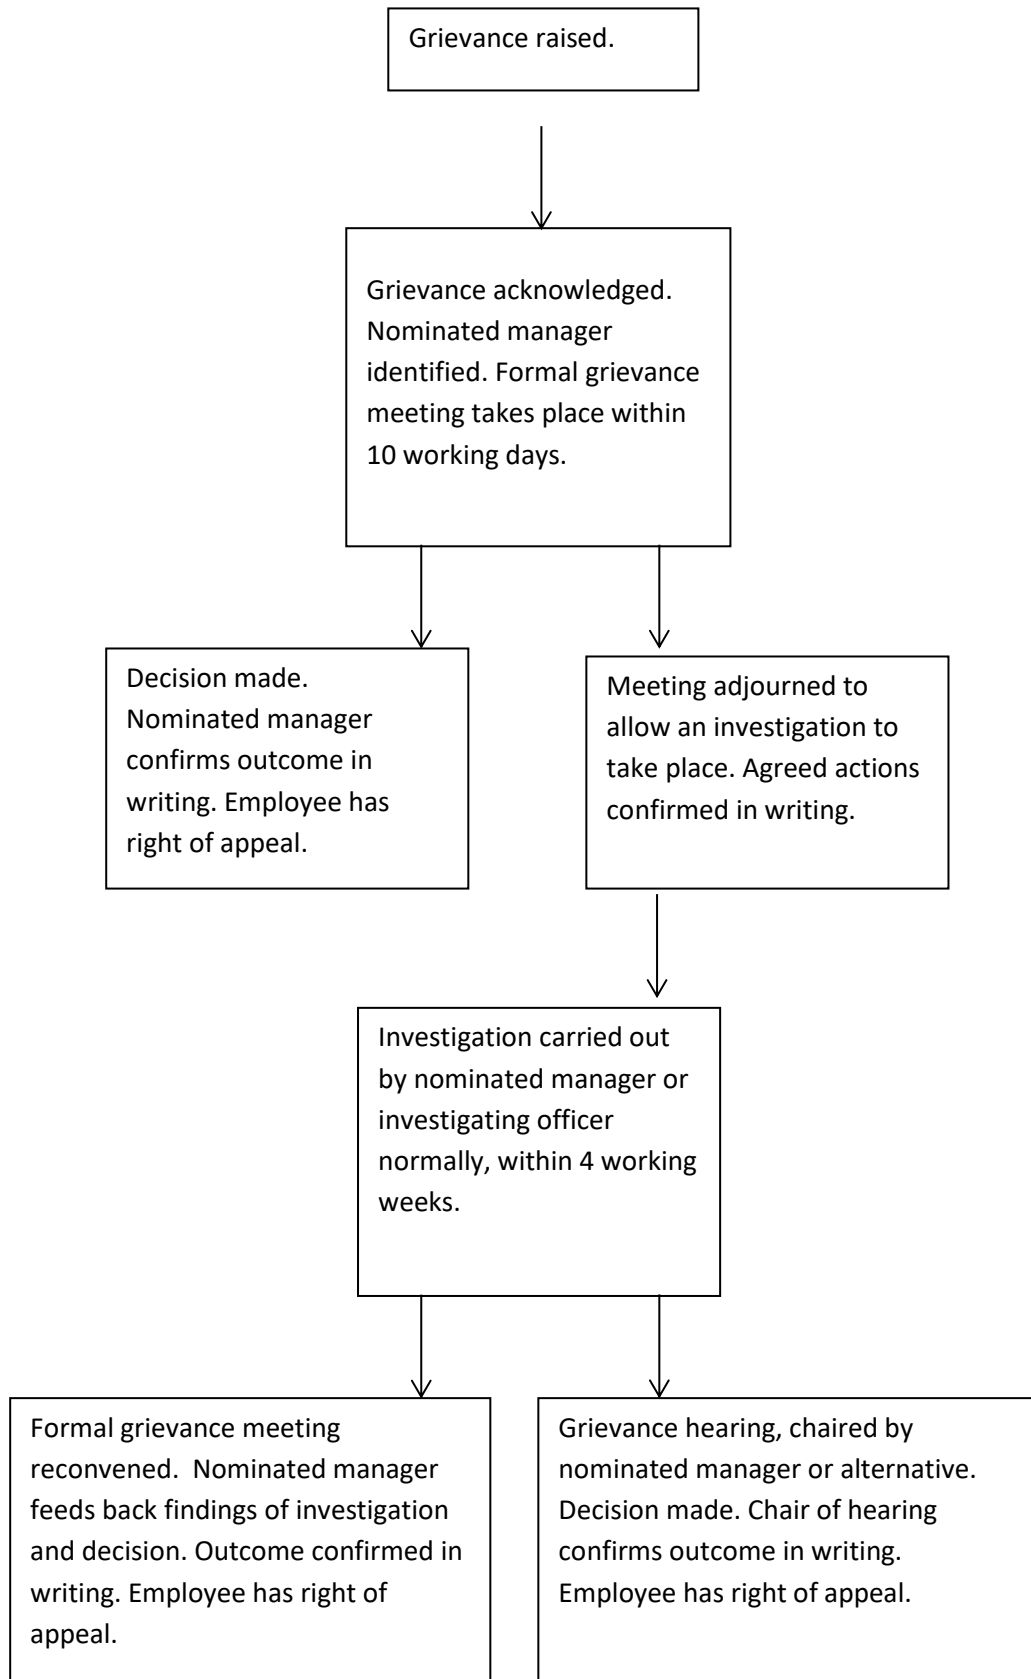 Grievance raised.
Grievance acknowledged.
Nominated manager
identified. Formal grievance
meeting takes place within
10 working days.
Decision made.
Nominated manager
confirms outcome in
writing. Employee has
right of appeal.
Meeting adjourned to
allow an investigation to
take place. Agreed actions
confirmed in writing.
Investigation carried out
by nominated manager or
investigating officer
normally, within 4 working
weeks.
Formal grievance meeting
reconvened.  Nominated manager
feeds back findings of investigation
and decision. Outcome confirmed in
writing. Employee has right of
appeal.
Grievance hearing, chaired by
nominated manager or alternative.
Decision made. Chair of hearing
confirms outcome in writing.
Employee has right of appeal.